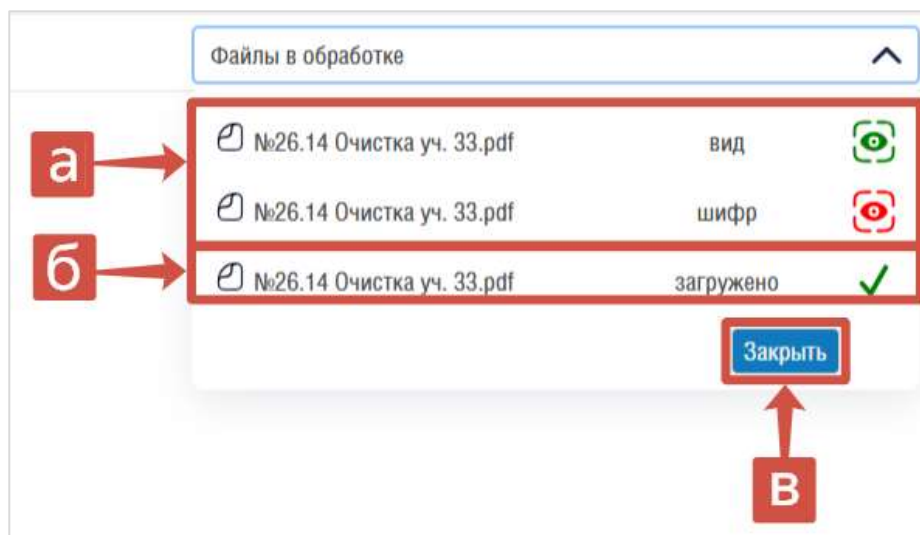 Файлы в обработке
а
№26.14 Очистка уч. 33.pdf вид
№26.14 Очистка уч. 33.pdf шифр
б
№26.14 Очистка уч. 33.pdf загружено
Закрыть
в